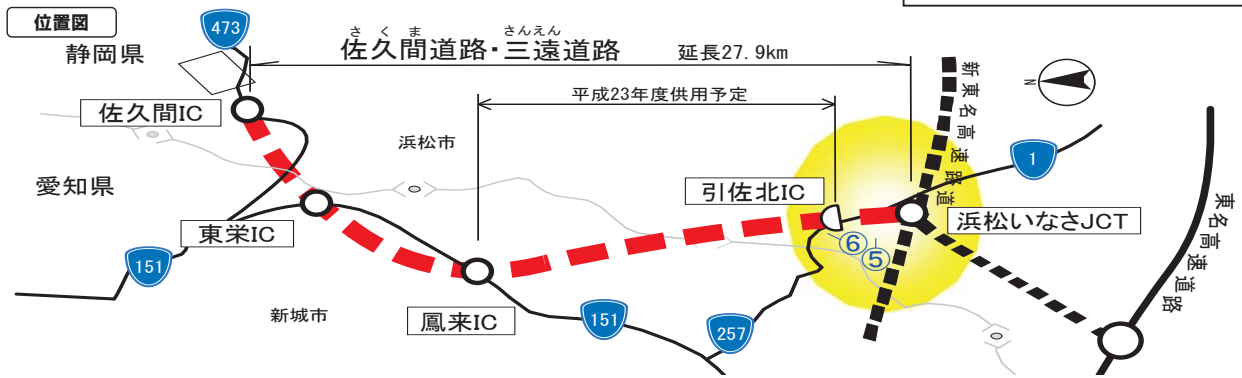 位置図
473
静岡県
さくま
さんえん
佐久間道路・三遠道路
延長27.9km
平成23年度供用予定
新東名高速道路
N
佐久間IC
浜松市
1
愛知県
引佐北IC
東栄IC
浜松いなさJCT
東名高速道路
⑥
⑤
151
新城市
鳳来IC
151
257